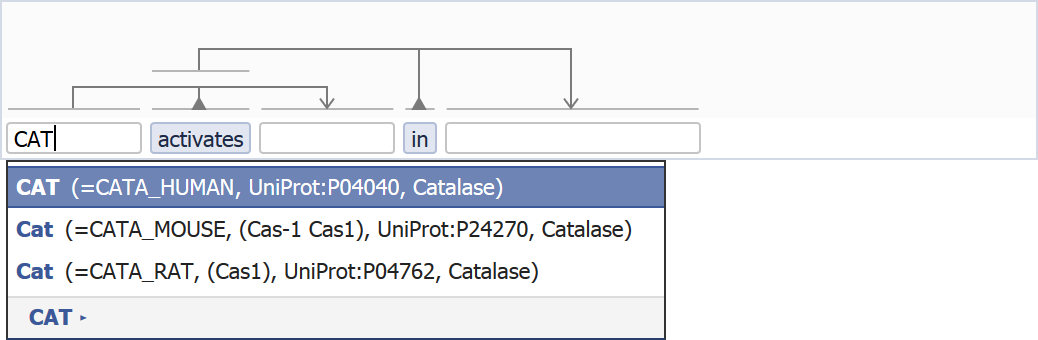 CAT activates in
CAT (=CATA_HUMAN, UniProt:P04040, Catalase)
Cat (=CATA_MOUSE, (Cas-1 Cas1), UniProt:P24270, Catalase)
Cat (=CATA_RAT, (Cas1), UniProt:P04762, Catalase)
CAT ▸